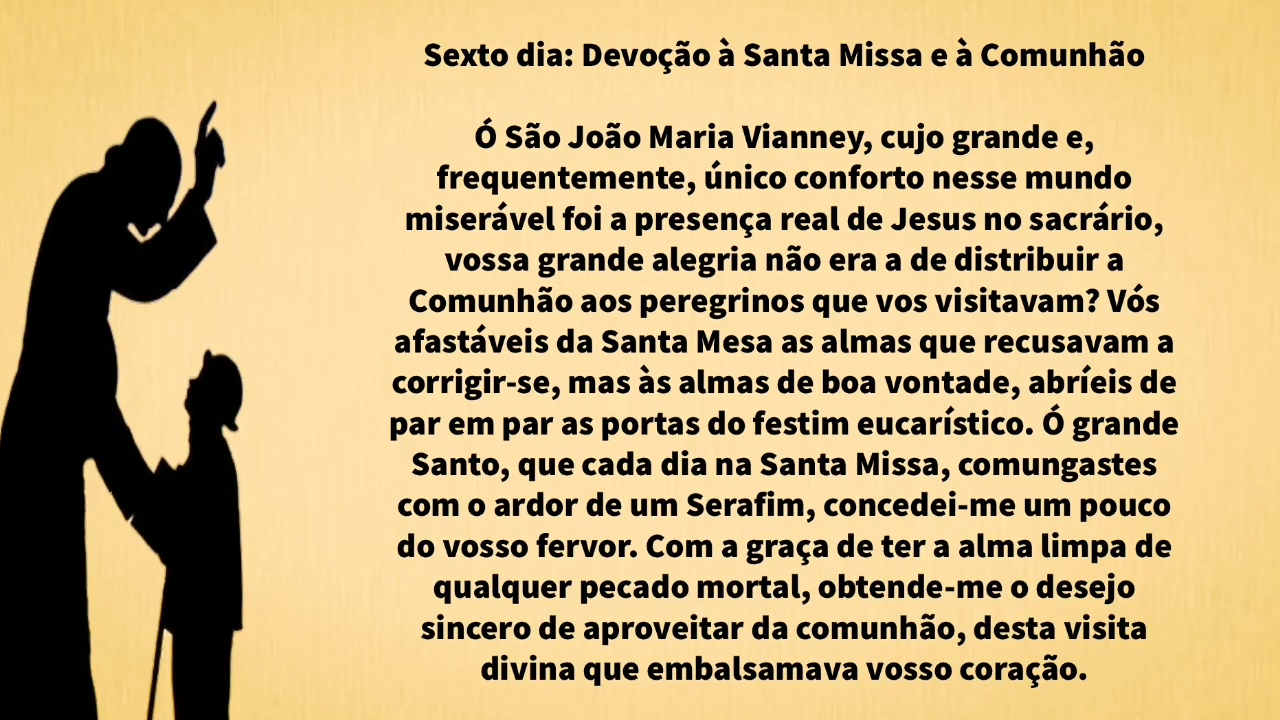 Sexto dia: Devoção à Santa Missa e à Comunhão
Ó São João Maria Vianney, cujo grande e,
frequentemente, único conforto nesse mundo
miserável foi a presença real de Jesus no sacrário,
vossa grande alegria não era a de distribuir a
Comunhão aos peregrinos que vos visitavam? Vós
afastáveis da Santa Mesa as almas que recusavam a
corrigir-se, mas às almas de boa vontade, abríeis de
par em par as portas do festim eucarístico. Ó grande
Santo, que cada dia na Santa Missa, comungastes
com o ardor de um Serafim, concedei-me um pouco
do vosso fervor. Com a graça de ter a alma limpa de
qualquer pecado mortal, obtende-me o desejo
sincero de aproveitar da comunhão, desta visita
divina que embalsamava vosso coração.